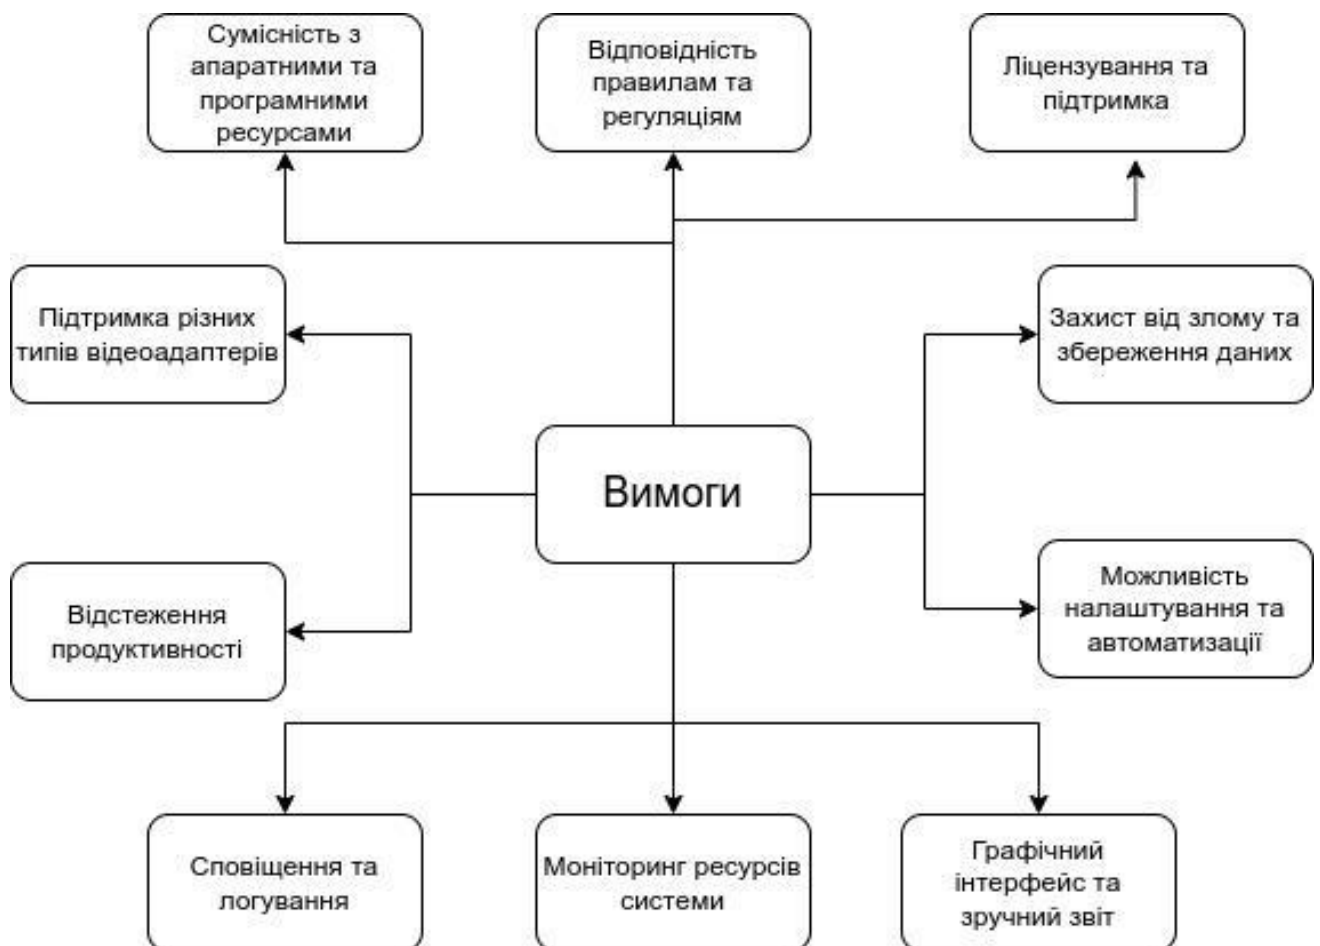 Сумісність з
апаратними та
програмними
ресурсами
Відповідність
правилам та
регуляціям
Ліцензування та
підтримка
Підтримка різних
типів відеоадаптерів
Захист від злому та
збереження даних
Вимоги
Відстеження
продуктивності
Можливість
налаштування та
автоматизації
Сповіщення та
логування
Моніторинг ресурсів
системи
Графічний
інтерфейс та
зручний звіт